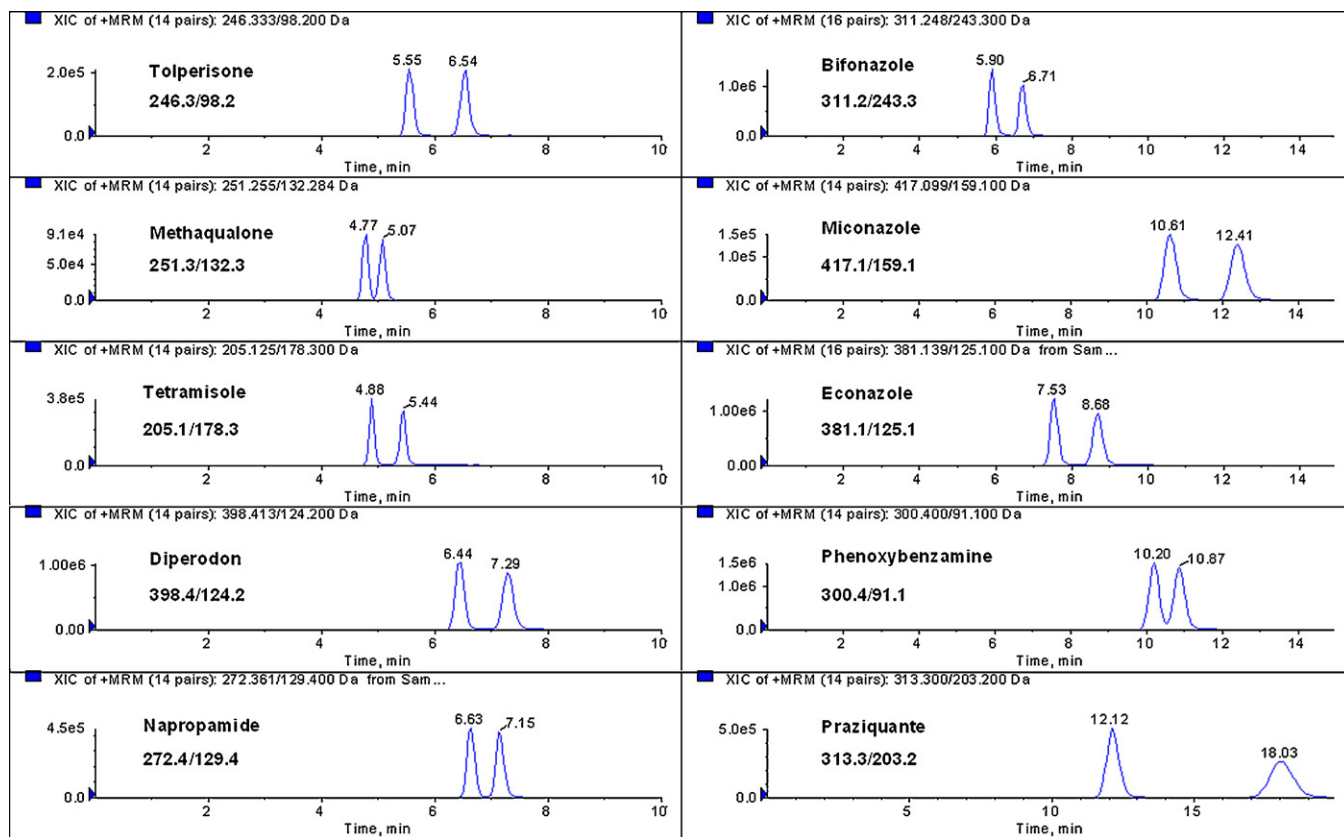 XIC of +MRM (14 pairs): 246.333/98.200 Da
5.55
6.54
2.0e5
Tolperisone
246.3/98.2
0.0
2 4 6 8 10
Time, min
XIC of +MRM (16 pairs): 311.248/243.300 Da
5.90
6.71
Bifonazole
1.0e6
311.2/243.3
0.0
2 4 6 8 10 12 14
Time, min
XIC of +MRM (14 pairs): 251.255/132.284 Da
4.77
5.07
9.1e4
Methaqualone
5.0e4
251.3/132.3
0.0
2 4 6 8 10
Time, min
XIC of +MRM (14 pairs): 417.099/159.100 Da
10.61
12.41
1.5e5
Miconazole
1.0e5
417.1/159.1
0.0
2 4 6 8 10 12 14
Time, min
XIC of +MRM (14 pairs): 205.125/178.300 Da
4.88
5.44
3.8e5
Tetramisole
205.1/178.3
0.0
2 4 6 8 10
Time, min
XIC of +MRM (16 pairs): 381.139/125.100 Da from Sam...
7.53
8.68
Econazole
1.00e6
381.1/125.1
0.00
2 4 6 8 10 12 14
Time, min
XIC of +MRM (14 pairs): 398.413/124.200 Da
6.44
7.29
Diperodon
1.00e6
398.4/124.2
0.00
2 4 6 8 10
Time, min
XIC of +MRM (14 pairs): 300.400/91.100 Da
10.20
10.87
Phenoxybenzamine
1.5e6
1.0e6
300.4/91.1
0.0
2 4 6 8 10 12 14
Time, min
XIC of +MRM (14 pairs): 272.361/129.400 Da from Sam...
6.63
7.15
Napropamide
4.5e5
272.4/129.4
0.0
2 4 6 8 10
Time, min
XIC of +MRM (14 pairs): 313.300/203.200 Da
12.12
18.03
Praziquante
5.0e5
313.3/203.2
0.0
5 10 15
Time, min